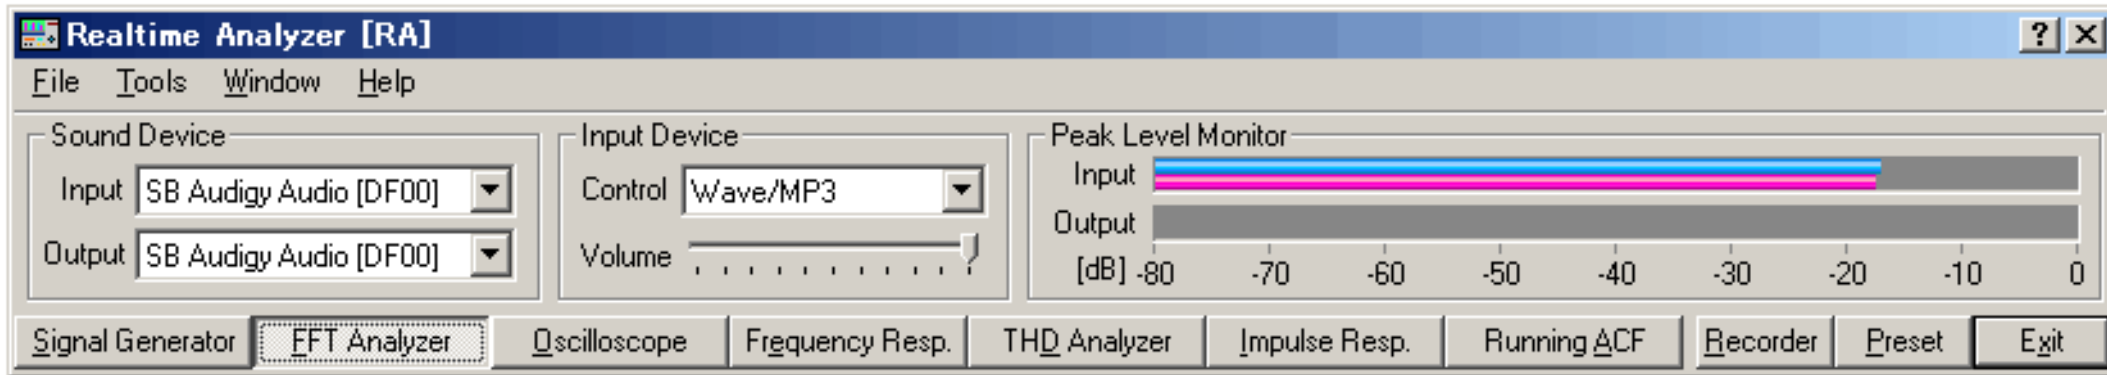 Realtime Analyzer [RA]
File Tools Window Help
Sound Device
Input SB Audigy Audio [DF00]
Output SB Audigy Audio [DF00]
Input Device
Control Wave/MP3
Volume
Peak Level Monitor
Input
Output
[dB] -80 -70 -60 -50 -40 -30 -20 -10 0
Signal Generator FFT Analyzer Oscilloscope Frequency Resp. THD Analyzer Impulse Resp. Running ACF Recorder Preset Exit